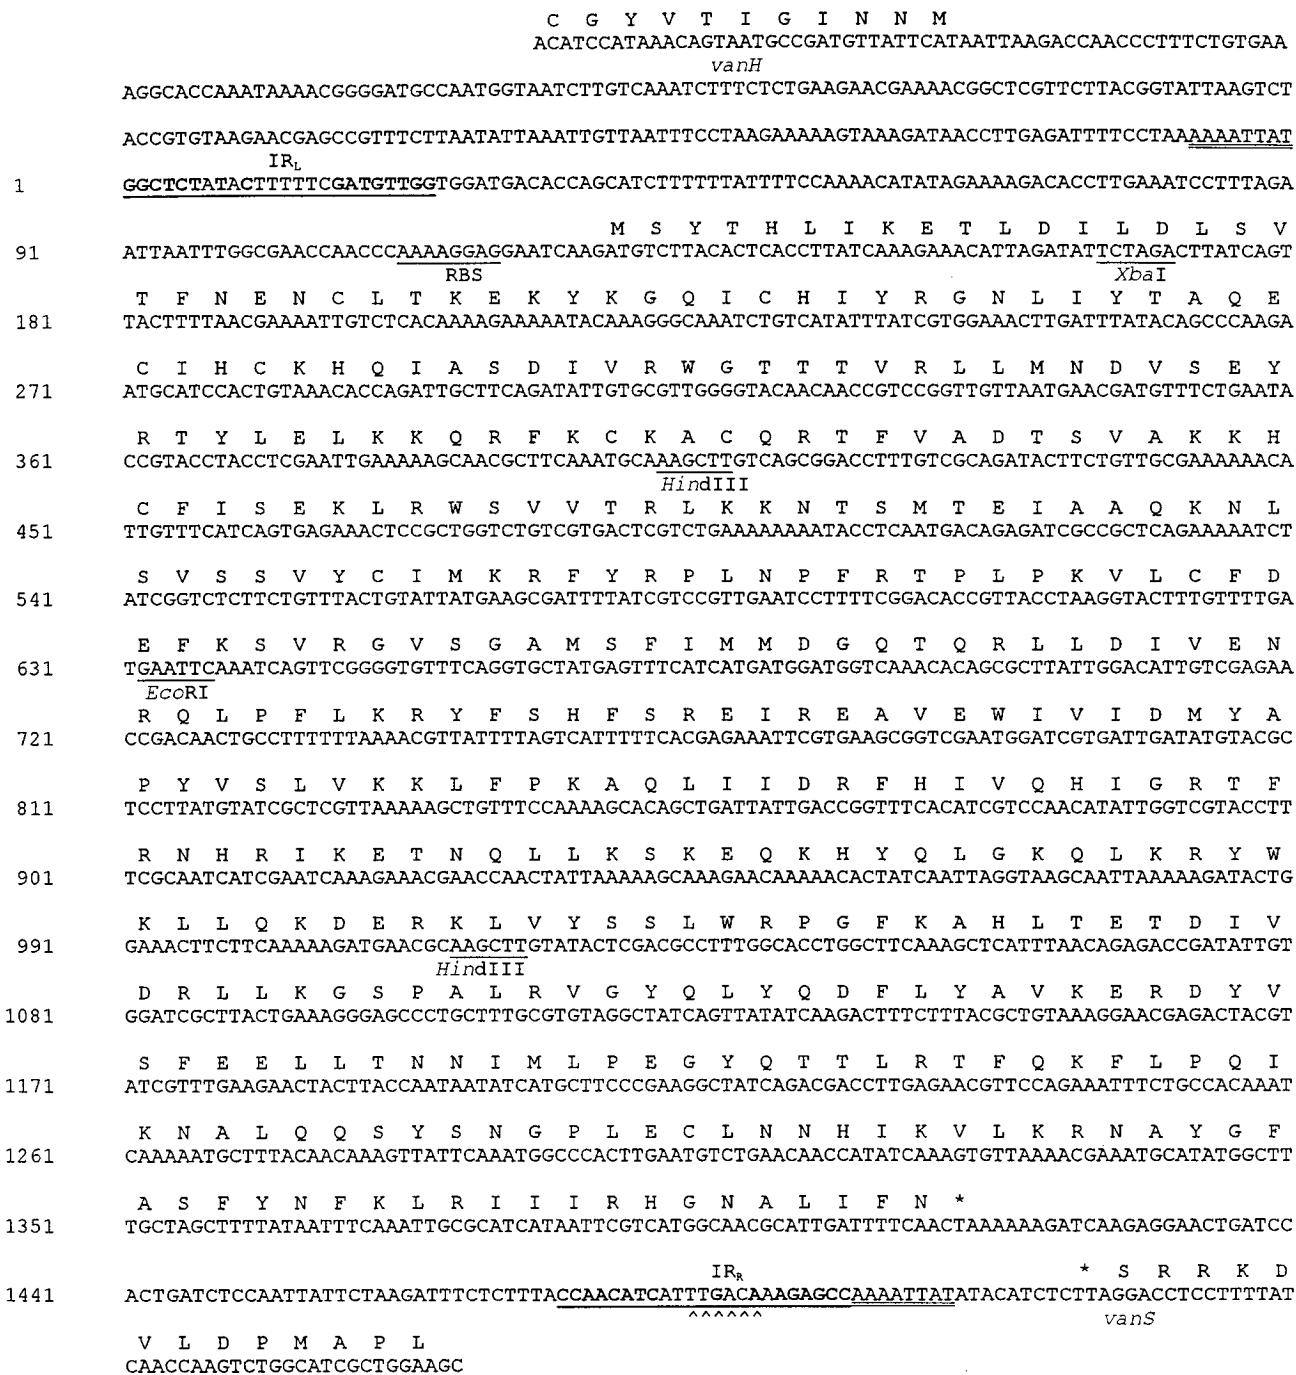 C G Y V T I G I N N M
ACATCCATAAACAGTAATGCCGATGTTATTCATAATTAAGACCAACCCTTTCTGTGAA
vanH
AGGCACCAAATAAAACGGGGATGCCAATGGTAATCTTGTCAAATCTTTCTCTGAAGAACGAAAACGGCTCGTTCTTACGGTATTAAGTCT
ACCGTGTAAGAACGAGCCGTTTCTTAATATTAAATTGTTAATTTCCTAAGAAAAAGTAAAGATAACCTTGAGATTTTCCTAAAAAATTAT
IRL
1 GGCTCTATACTTTTTCGATGTTGGTGGATGACACCAGCATCTTTTTTATTTTCCAAAACATATAGAAAAGACACCTTGAAATCCTTTAGA
M S Y T H L I K E T L D I L D L S V
91 ATTAATTTGGCGAACCAACCCAAAAGGAGGAATCAAGATGTCTTACACTCACCTTATCAAAGAAACATTAGATATTCTAGACTTATCAGT
RBS XbaI
T F N E N C L T K E K Y K G Q I C H I Y R G N L I Y T A Q E
181 TACTTTTAACGAAAATTGTCTCACAAAAGAAAAATACAAAGGGCAAATCTGTCATATTTATCGTGGAAACTTGATTTATACAGCCCAAGA
C I H C K H Q I A S D I V R W G T T T V R L L M N D V S E Y
271 ATGCATCCACTGTAAACACCAGATTGCTTCAGATATTGTGCGTTGGGGTACAACAACCGTCCGGTTGTTAATGAACGATGTTTCTGAATA
R T Y L E L K K Q R F K C K A C Q R T F V A D T S V A K K H
361 CCGTACCTACCTCGAATTGAAAAAGCAACGCTTCAAATGCAAAGCTTGTCAGCGGACCTTTGTCGCAGATACTTCTGTTGCGAAAAAACA
HindIII
C F I S E K L R W S V V T R L K K N T S M T E I A A Q K N L
451 TTGTTTCATCAGTGAGAAACTCCGCTGGTCTGTCGTGACTCGTCTGAAAAAAAATACCTCAATGACAGAGATCGCCGCTCAGAAAAATCT
S V S S V Y C I M K R F Y R P L N P F R T P L P K V L C F D
541 ATCGGTCTCTTCTGTTTACTGTATTATGAAGCGATTTTATCGTCCGTTGAATCCTTTTCGGACACCGTTACCTAAGGTACTTTGTTTTGA
E F K S V R G V S G A M S F I M M D G Q T Q R L L D I V E N
631 TGAATTCAAATCAGTTCGGGGTGTTTCAGGTGCTATGAGTTTCATCATGATGGATGGTCAAACACAGCGCTTATTGGACATTGTCGAGAA
EcoRI
R Q L P F L K R Y F S H F S R E I R E A V E W I V I D M Y A
721 CCGACAACTGCCTTTTTTAAAACGTTATTTTAGTCATTTTTCACGAGAAATTCGTGAAGCGGTCGAATGGATCGTGATTGATATGTACGC
P Y V S L V K K L F P K A Q L I I D R F H I V Q H I G R T F
811 TCCTTATGTATCGCTCGTTAAAAAGCTGTTTCCAAAAGCACAGCTGATTATTGACCGGTTTCACATCGTCCAACATATTGGTCGTACCTT
R N H R I K E T N Q L L K S K E Q K H Y Q L G K Q L K R Y W
901 TCGCAATCATCGAATCAAAGAAACGAACCAACTATTAAAAAGCAAAGAACAAAAACACTATCAATTAGGTAAGCAATTAAAAAGATACTG
K L L Q K D E R K L V Y S S L W R P G F K A H L T E T D I V
991 GAAACTTCTTCAAAAAGATGAACGCAAGCTTGTATACTCGACGCCTTTGGCACCTGGCTTCAAAGCTCATTTAACAGAGACCGATATTGT
HindIII
D R L L K G S P A L R V G Y Q L Y Q D F L Y A V K E R D Y V
1081 GGATCGCTTACTGAAAGGGAGCCCTGCTTTGCGTGTAGGCTATCAGTTATATCAAGACTTTCTTTACGCTGTAAAGGAACGAGACTACGT
S F E E L L T N N I M L P E G Y Q T T L R T F Q K F L P Q I
1171 ATCGTTTGAAGAACTACTTACCAATAATATCATGCTTCCCGAAGGCTATCAGACGACCTTGAGAACGTTCCAGAAATTTCTGCCACAAAT
K N A L Q Q S Y S N G P L E C L N N H I K V L K R N A Y G F
1261 CAAAAATGCTTTACAACAAAGTTATTCAAATGGCCCACTTGAATGTCTGAACAACCATATCAAAGTGTTAAAACGAAATGCATATGGCTT
A S F Y N F K L R I I I R H G N A L I F N *
1351 TGCTAGCTTTTATAATTTCAAATTGCGCATCATAATTCGTCATGGCAACGCATTGATTTTCAACTAAAAAAGATCAAGAGGAACTGATCC
IRR * S R R K D
1441 ACTGATCTCCAATTATTCTAAGATTTCTCTTTACCAACATCATTTGACAAAGAGCCAAAATTATATACATCTCTTAGGACCTCCTTTTAT
^^^^^^ vanS
V L D P M A P L
CAACCAAGTCTGGCATCGCTGGAAGC